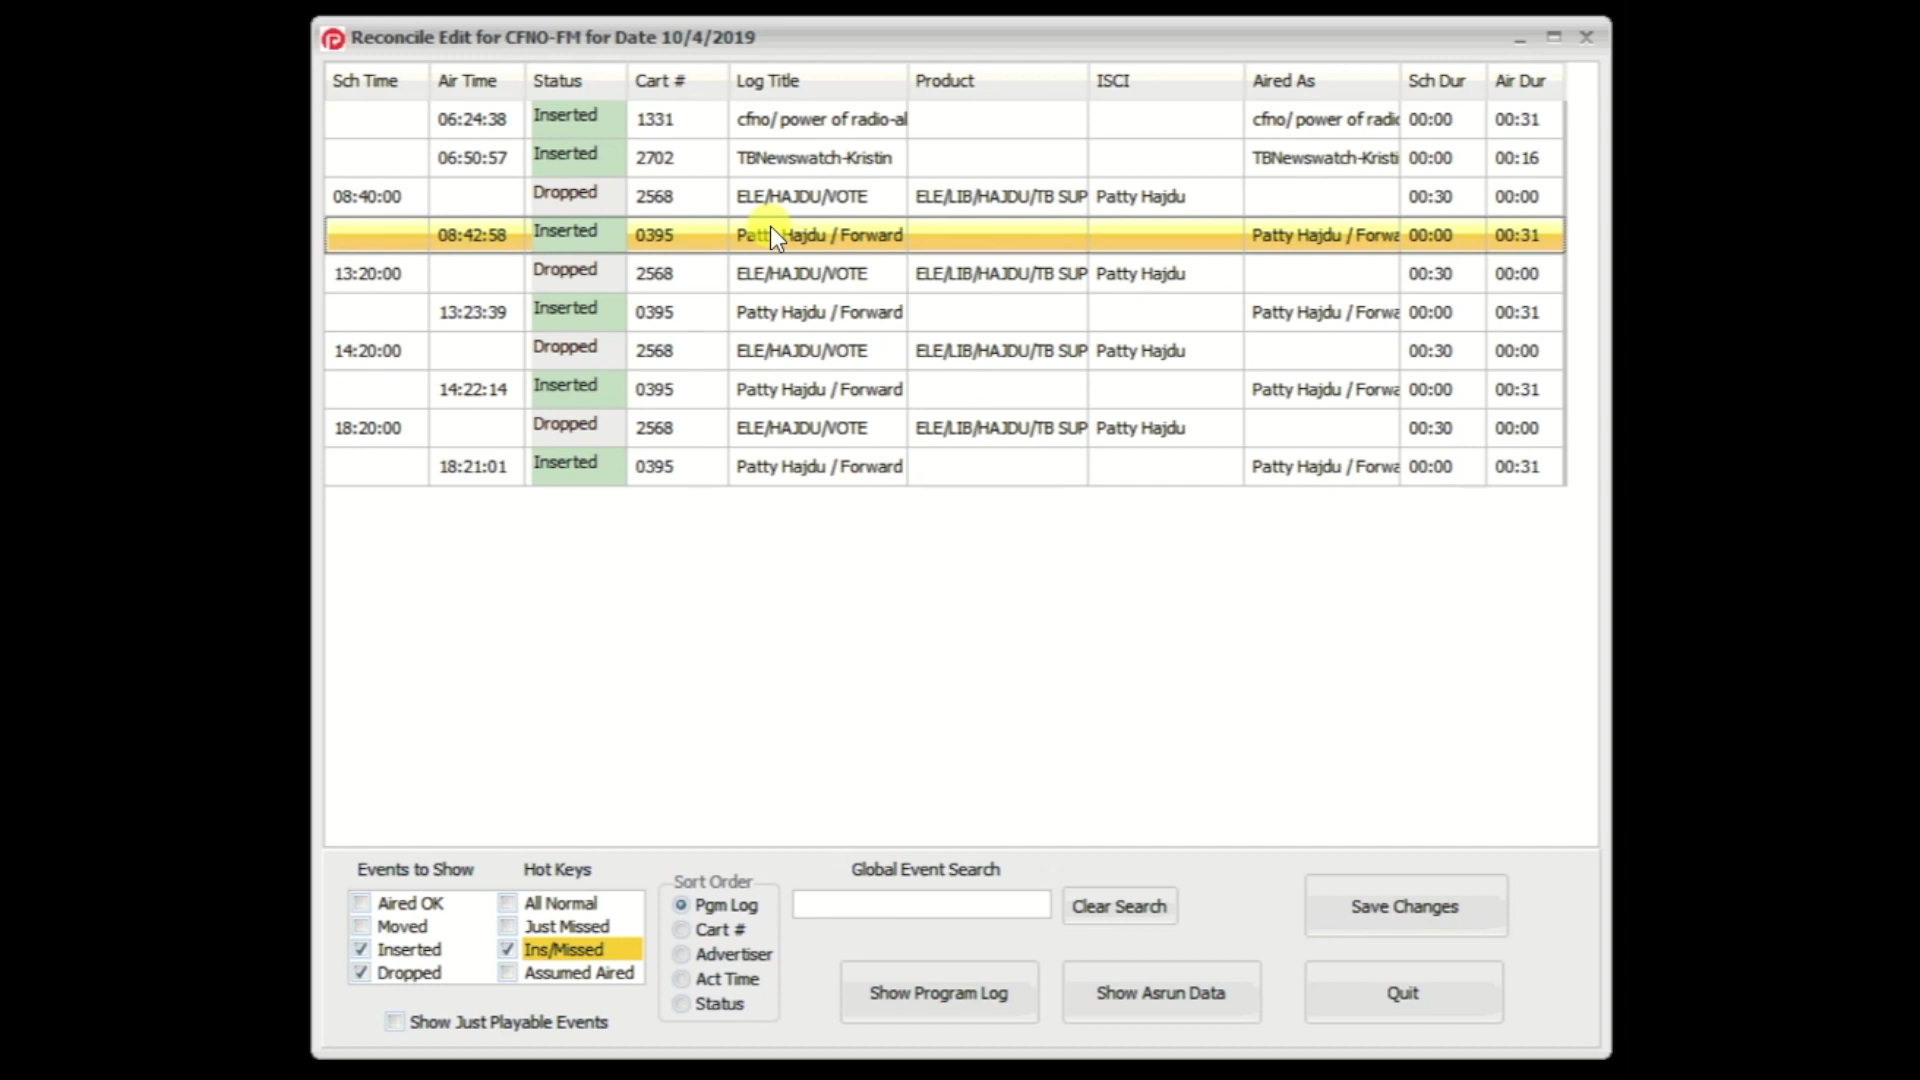 Reconcile Edit for CFNO-FM for Date 10/4/2019
Sch Time Air Time Status Cart # Log Title Product ISCI Aired As Sch Dur Air Dur
06:24:38 Inserted 1331 cfno/ power of radio-al cfno/ power of radic 00:00 00:31
06:50:57 Inserted 2702 TBNewswatch-Kristin TBNewswatch-Kristi 00:00 00:16
08:40:00 Dropped 2568 ELE/HAJDU/VOTE ELE/LIB/HAJDU/TB SUP Patty Hajdu 00:30 00:00
08:42:58 Inserted 0395 Patty Hajdu / Forward Patty Hajdu / Forwa 00:00 00:31
13:20:00 Dropped 2568 ELE/HAJDU/VOTE ELE/LIB/HAJDU/TB SUP Patty Hajdu 00:30 00:00
13:23:39 Inserted 0395 Patty Hajdu / Forward Patty Hajdu / Forwa 00:00 00:31
14:20:00 Dropped 2568 ELE/HAJDU/VOTE ELE/LIB/HAJDU/TB SUP Patty Hajdu 00:30 00:00
14:22:14 Inserted 0395 Patty Hajdu / Forward Patty Hajdu / Forwa 00:00 00:31
18:20:00 Dropped 2568 ELE/HAJDU/VOTE ELE/LIB/HAJDU/TB SUP Patty Hajdu 00:30 00:00
18:21:01 Inserted 0395 Patty Hajdu / Forward Patty Hajdu / Forwa 00:00 00:31
Events to Show
Aired OK
Moved
Inserted
Dropped
Hot Keys
All Normal
Just Missed
Ins/Missed
Assumed Aired
Show Just Playable Events
Sort Order
Pgm Log
Cart #
Advertiser
Act Time
Status
Global Event Search
Clear Search
Show Program Log
Show Asrun Data
Save Changes
Quit